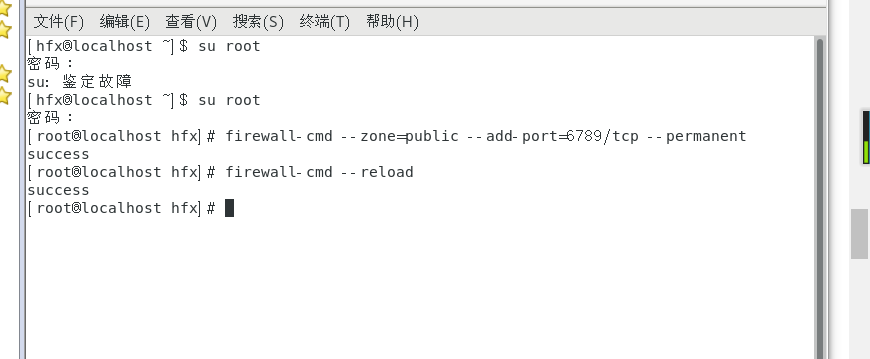 文件(F) 编辑(E) 查看(V) 搜索(S) 终端(T) 帮助(H)
[hfx@localhost ~]$ su root
密码：
su: 鉴定故障
[hfx@localhost ~]$ su root
密码：
[root@localhost hfx]# firewall-cmd --zone=public --add-port=6789/tcp --permanent
success
[root@localhost hfx]# firewall-cmd --reload
success
[root@localhost hfx]#